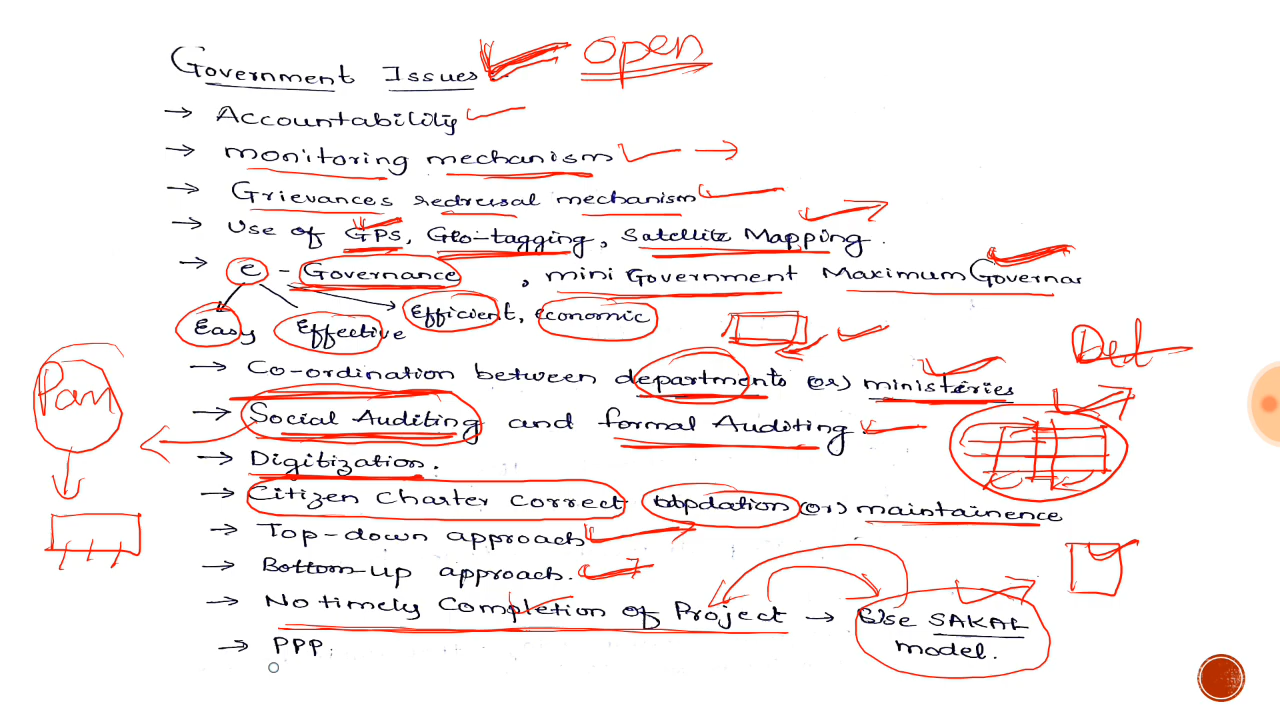 Government Issues open
→ Accountability
→ monitoring mechanism →
→ Grievances redrusal mechanism
→ Use of GPS, Geo-tagging, Satellite Mapping.
→ e-Governance, mini Government Maximum Governar
Easy Effective Efficient, economic
→ Co-ordination between departments (or) ministeries
→ Social Auditing and formal Auditing
→ Digitization.
→ Citizen charter correct updation (or) maintainence
→ Top-down approach
→ Bottom-up approach.
→ No timely Completion of Project → Use SAKAL
model.
→ PPP.